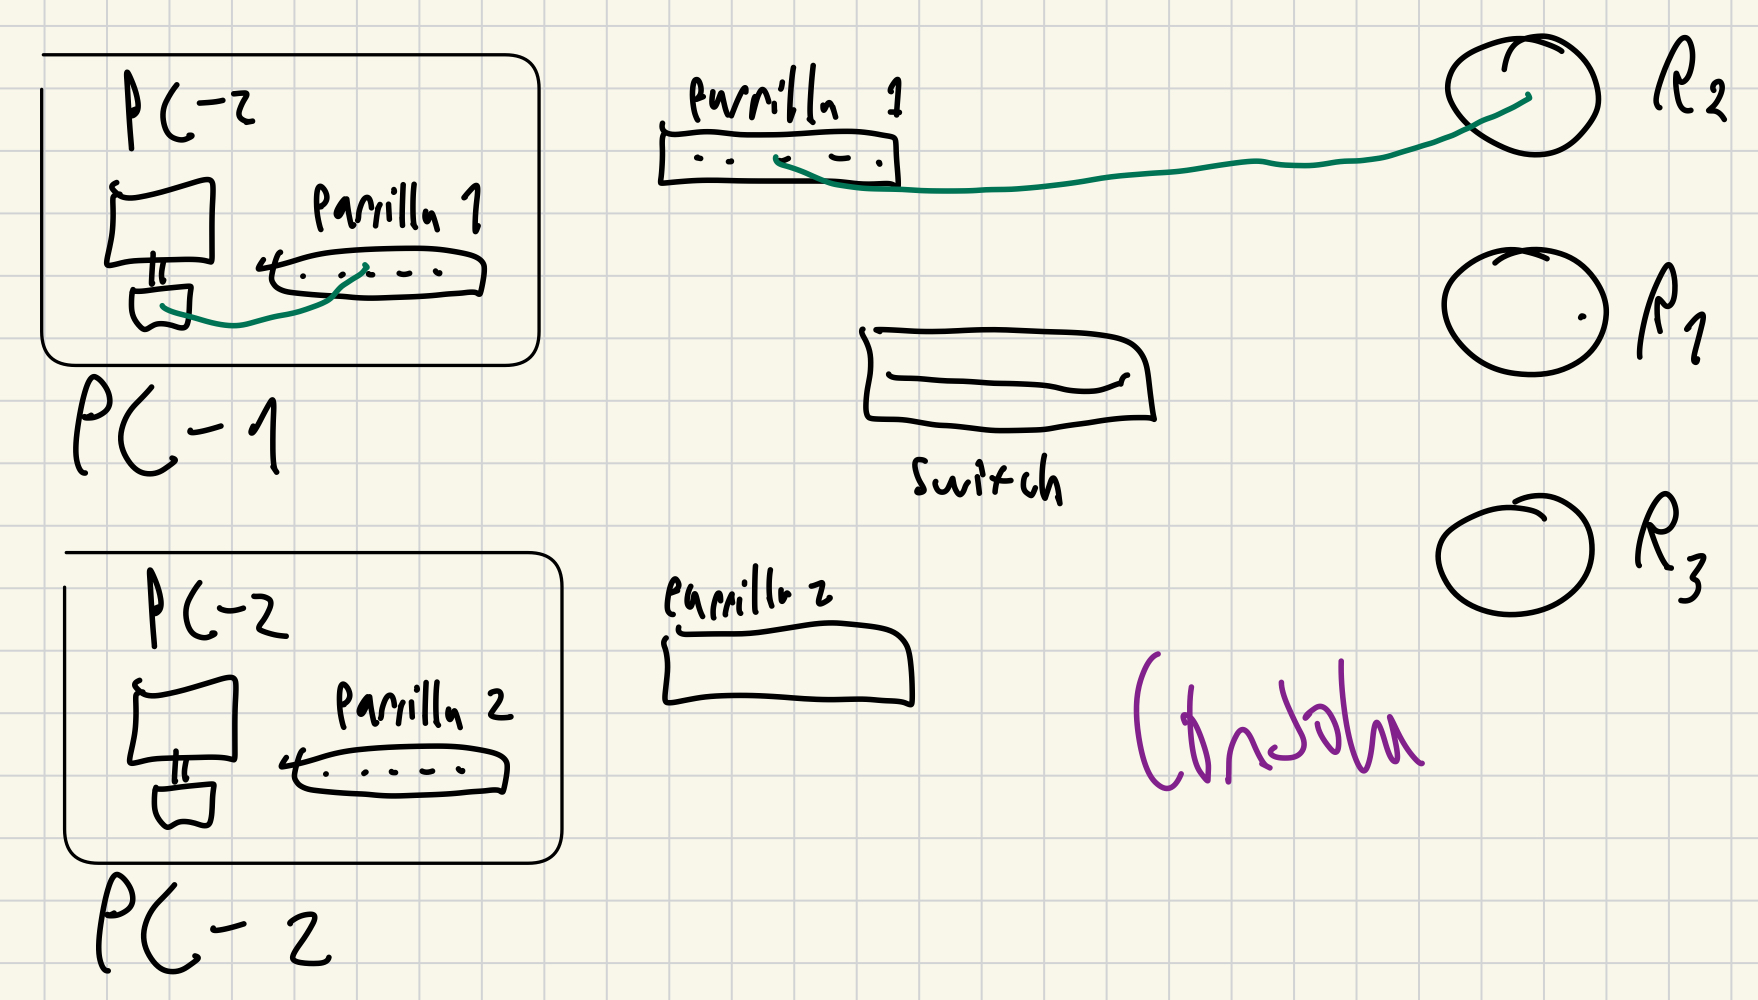 PC-2
Parrilla 1
PC-1
Parrilla 1
R2
R1
Switch
R3
PC-2
Parrilla 2
PC-2
Parrilla 2
Consola